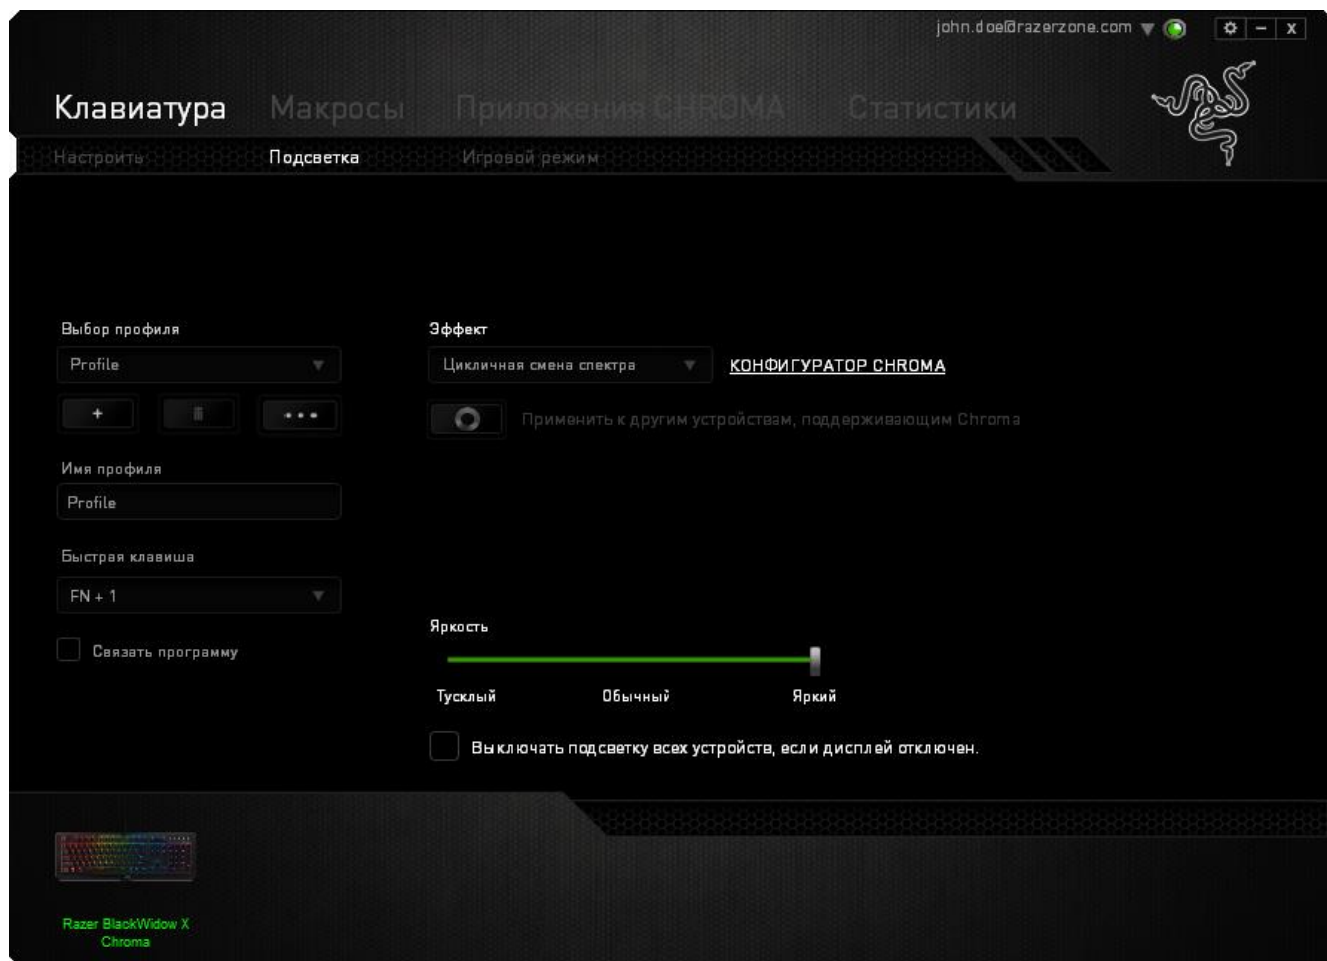 john.doe@razerzone.com
Клавиатура Макросы Приложения CHROMA Статистики
Настроить Подсветка Игровой режим
Выбор профиля
Profile
Имя профиля
Profile
Быстрая клавиша
FN + 1
Связать программу
Эффект
Цикличная смена спектра КОНФИГУРАТОР CHROMA
Применить к другим устройствам, поддерживающим Chroma
Яркость
Тусклый Обычный Яркий
Выключать подсветку всех устройств, если дисплей отключен.
Razer BlackWidow X
Chroma